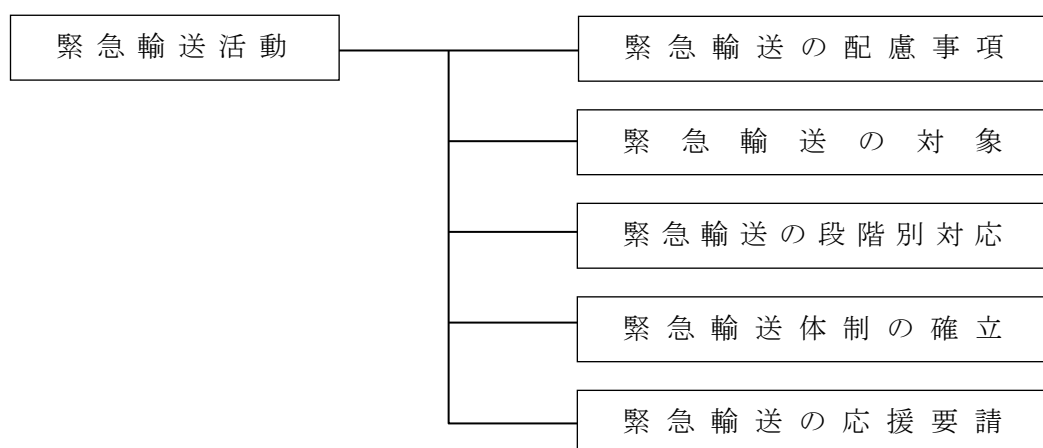 緊急輸送活動
緊急輸送の配慮事項
緊急輸送の対象
緊急輸送の段階別対応
緊急輸送体制の確立
緊急輸送の応援要請